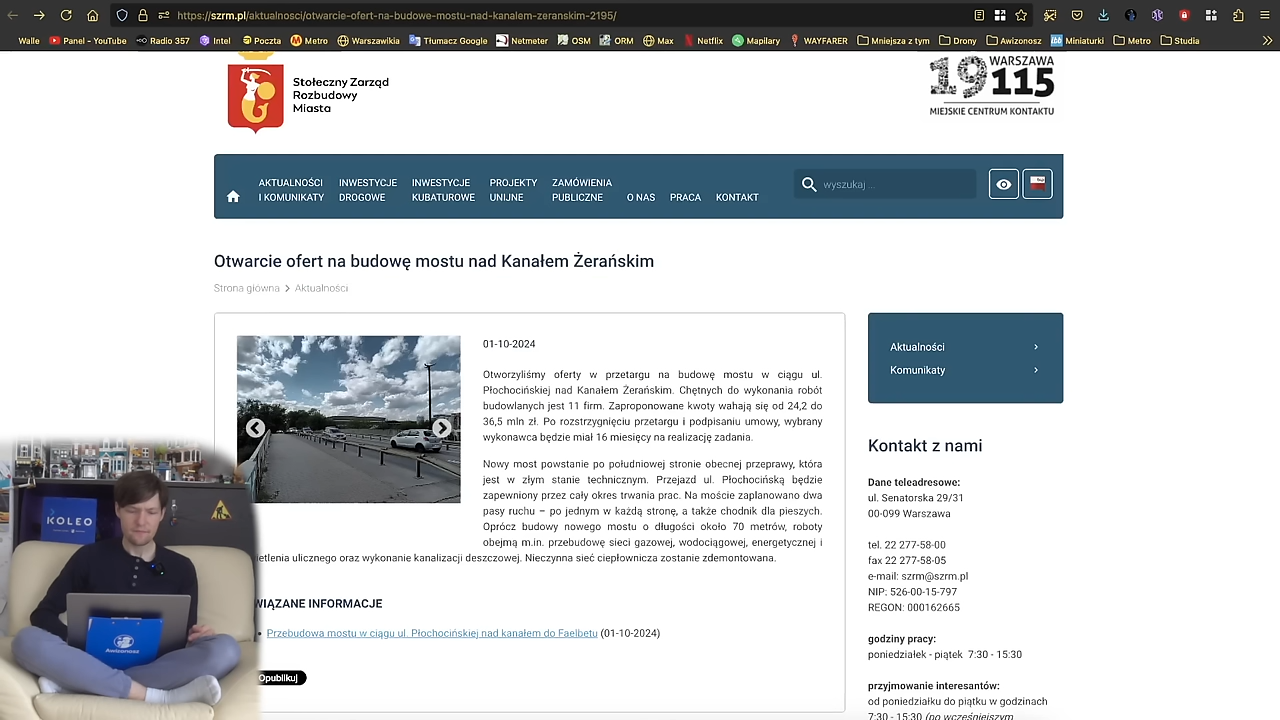 https://szrm.pl/aktualnosci/otwarcie-ofert-na-budowe-mostu-nad-kanalem-zeranskim-2195/
Walle Panel - YouTube Radio 357 Intel Poczta Metro Warszawikia Tłumacz Google Netmeter OSM ORM Max Netflix Mapilary WAYFARER Mniejsza z tym Drony Awizonosz Miniaturki Metro Studia
Stołeczny Zarząd
Rozbudowy
Miasta
19115
WARSZAWA
MIEJSKIE CENTRUM KONTAKTU
AKTUALNOŚCI
I KOMUNIKATY
INWESTYCJE
DROGOWE
INWESTYCJE
KUBATUROWE
PROJEKTY
UNIJNE
ZAMÓWIENIA
PUBLICZNE
O NAS
PRACA
KONTAKT
wyszukaj ...
Otwarcie ofert na budowę mostu nad Kanałem Żerańskim
Strona główna > Aktualności
01-10-2024
Otworzyliśmy oferty w przetargu na budowę mostu w ciągu ul.
Płochocińskiej nad Kanałem Żerańskim. Chętnych do wykonania robót
budowlanych jest 11 firm. Zaproponowane kwoty wahają się od 24,2 do
36,5 mln zł. Po rozstrzygnięciu przetargu i podpisaniu umowy, wybrany
wykonawca będzie miał 16 miesięcy na realizację zadania.
Nowy most powstanie po południowej stronie obecnej przeprawy, która
jest w złym stanie technicznym. Przejazd ul. Płochocińską będzie
zapewniony przez cały okres trwania prac. Na moście zaplanowano dwa
pasy ruchu – po jednym w każdą stronę, a także chodnik dla pieszych.
Oprócz budowy nowego mostu o długości około 70 metrów, roboty
obejmą m.in. przebudowę sieci gazowej, wodociągowej, energetycznej i
ietlenia ulicznego oraz wykonanie kanalizacji deszczowej. Nieczynna sieć ciepłownicza zostanie zdemontowana.
WIĄZANE INFORMACJE
• Przebudowa mostu w ciągu ul. Płochocińskiej nad kanałem do Faelbetu (01-10-2024)
Opublikuj
Aktualności
Komunikaty
Kontakt z nami
Dane teleadresowe:
ul. Senatorska 29/31
00-099 Warszawa
tel. 22 277-58-00
fax 22 277-58-05
e-mail: szrm@szrm.pl
NIP: 526-00-15-797
REGON: 000162665
godziny pracy:
poniedziałek - piątek 7:30 - 15:30
przyjmowanie interesantów:
od poniedziałku do piątku w godzinach
7:30 - 15:30 (po wcześniejszym
KOLEO
Awizonosz